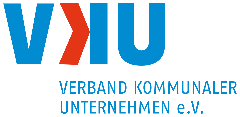 VKU
VERBAND KOMMUNALER
UNTERNEHMEN e.V.